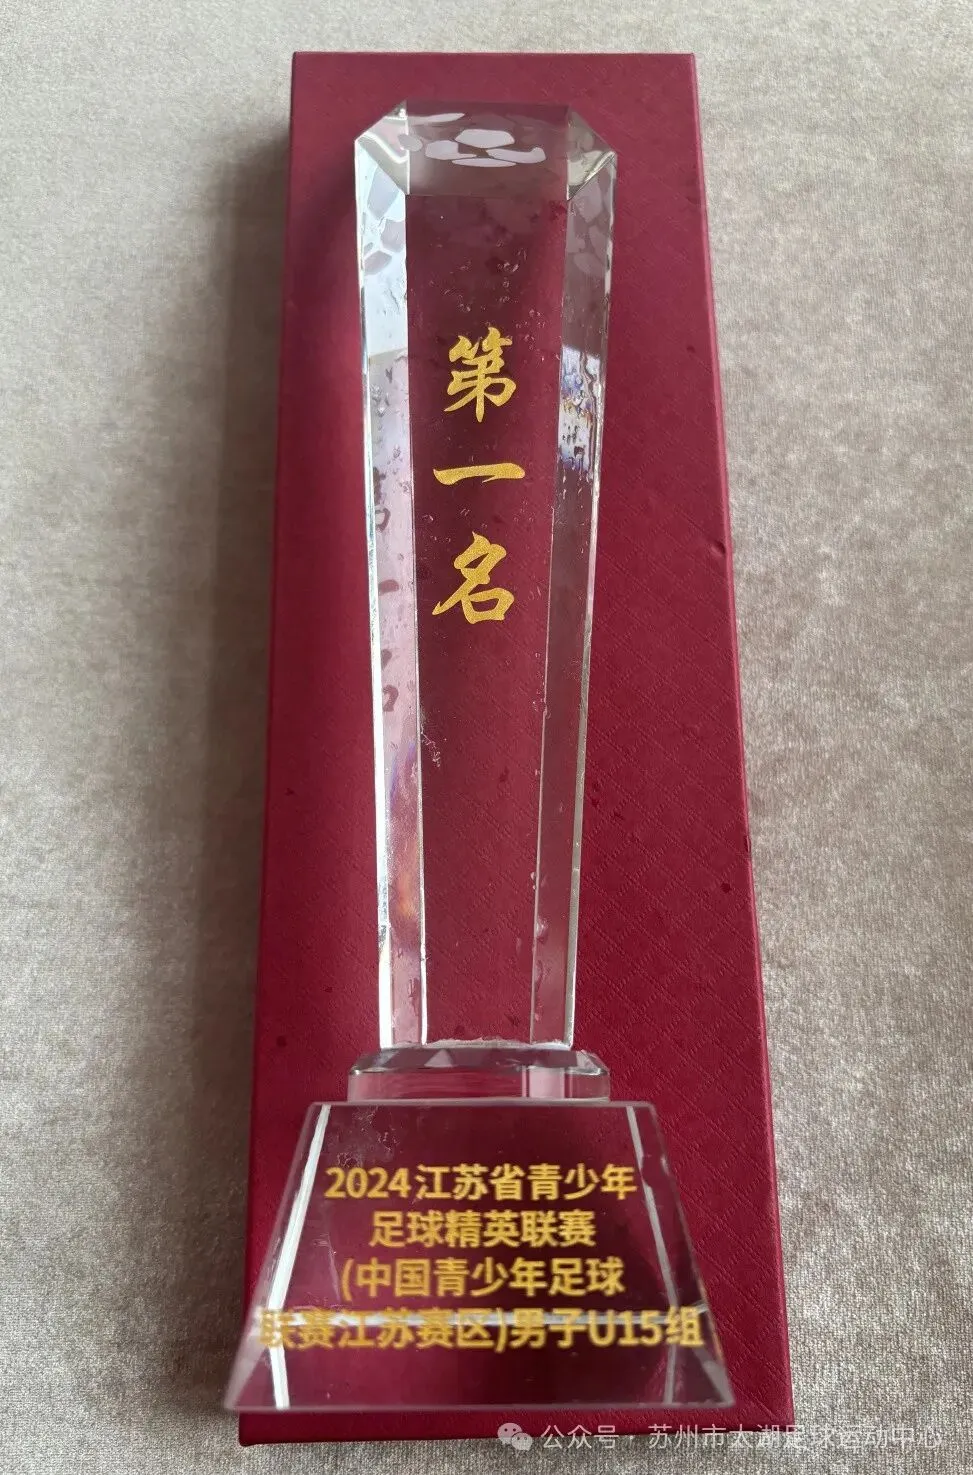 第一名
2024江苏省青少年
足球精英联赛
(中国青少年足球
联赛江苏赛区)男子U15组
公众号·苏州市太湖足球运动中心